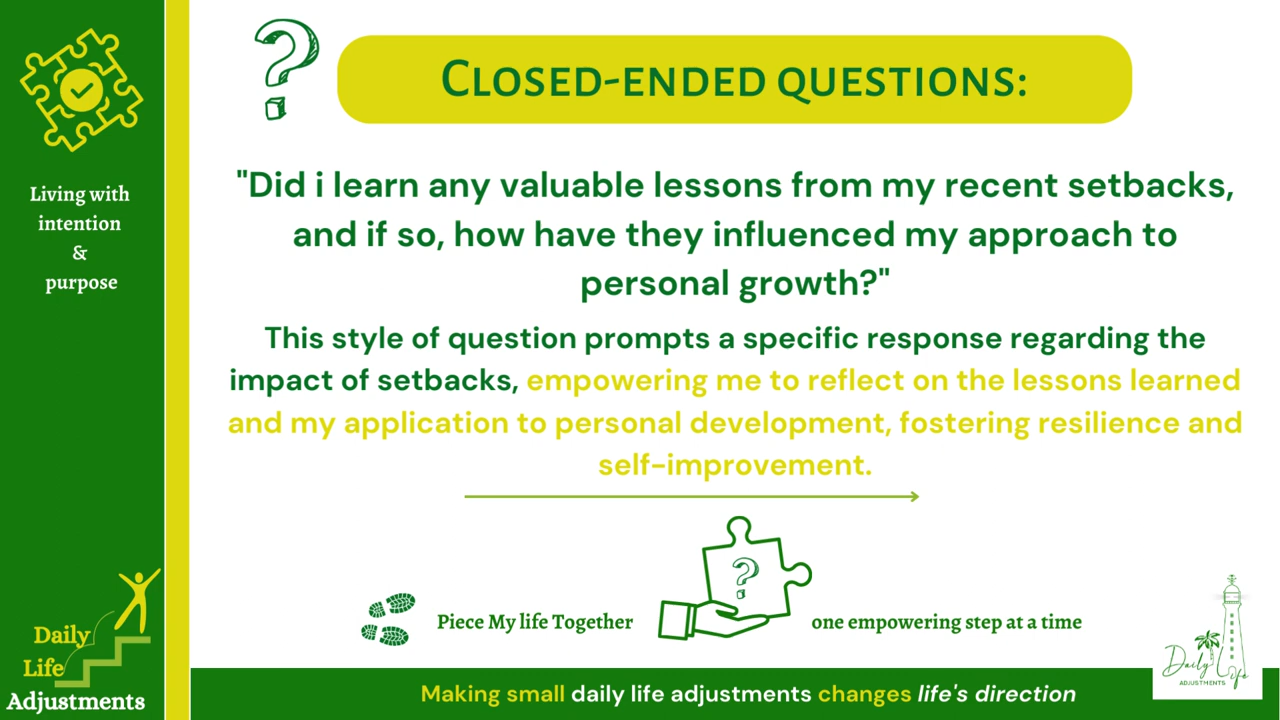 Living with
intention
&
purpose
Daily
Life
Adjustments
?
CLOSED-ENDED QUESTIONS:
"Did i learn any valuable lessons from my recent setbacks,
and if so, how have they influenced my approach to
personal growth?"
This style of question prompts a specific response regarding the
impact of setbacks, empowering me to reflect on the lessons learned
and my application to personal development, fostering resilience and
self-improvement.
?
Piece My life Together
one empowering step at a time
Making small daily life adjustments changes life's direction
Daily Life
ADJUSTMENTS